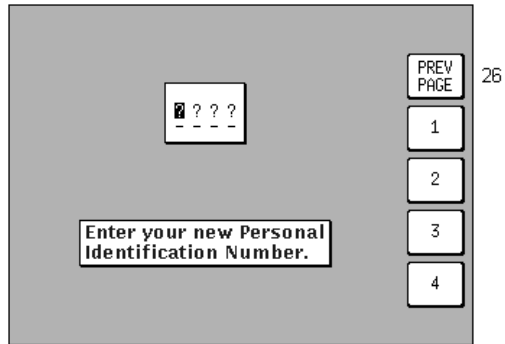 PREV
PAGE
26
? ? ? ?
1
2
Enter your new Personal
Identification Number.
3
4